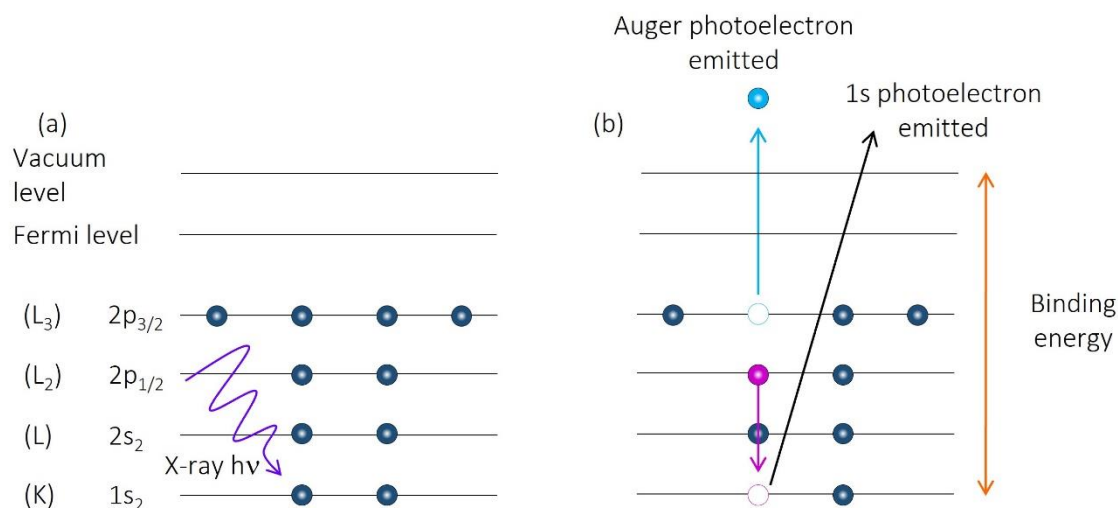 (a)
Vacuum
level
Fermi level
(L₃) 2p₃/₂
(L₂) 2p₁/₂
(L) 2s₂
X-ray hν
(K) 1s₂
Auger photoelectron
emitted
(b)
1s photoelectron
emitted
Binding
energy